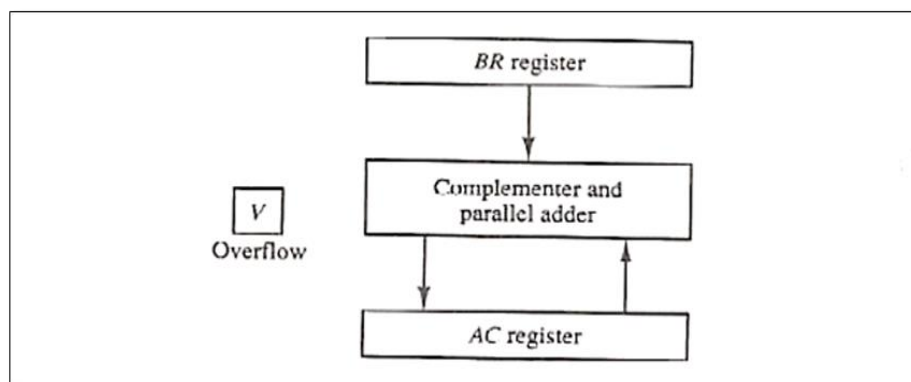 BR register
Complementer and
parallel adder
V
Overflow
AC register